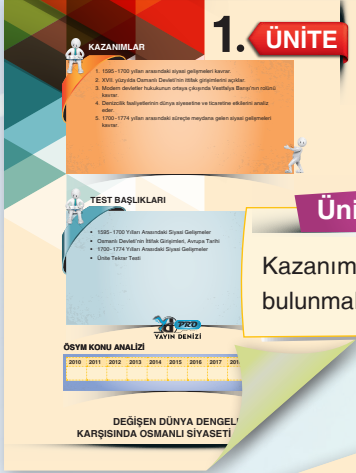 1. ÜNİTE
KAZANIMLAR
1. 1595-1700 yılları arasındaki siyasi gelişmeleri kavrar.
2. XVII. yüzyılda Osmanlı Devleti'nin ittifak girişimlerini açıklar.
3. Modern devletler hukukunun ortaya çıkışında Vestfalya Barışı'nın rolünü
kavrar.
4. Denizcilik faaliyetlerinin dünya siyasetine ve ticaretine etkilerini analiz
eder.
5. 1700-1774 yılları arasındaki süreçte meydana gelen siyasi gelişmeleri
kavrar.
TEST BAŞLIKLARI
• 1595-1700 Yılları Arasındaki Siyasi Gelişmeler
• Osmanlı Devleti'nin İttifak Girişimleri, Avrupa Tarihi
• 1700-1774 Yılları Arasındaki Siyasi Gelişmeler
• Ünite Tekrar Testi
Üni
Kazanım
bulunmal
PRO
YAYIN DENİZİ
ÖSYM KONU ANALİZİ
2010 2011 2012 2013 2014 2015 2016 2017 201
DEĞİŞEN DÜNYA DENGEL
KARŞISINDA OSMANLI SİYASETİ